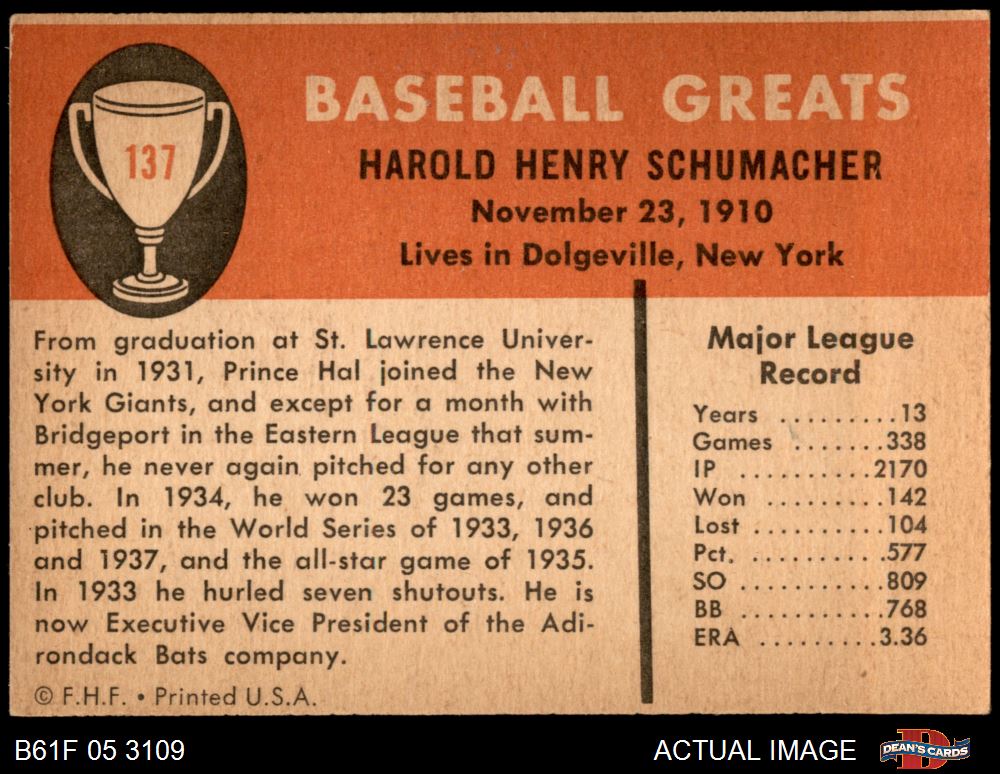 137
BASEBALL GREATS
HAROLD HENRY SCHUMACHER
November 23, 1910
Lives in Dolgeville, New York
From graduation at St. Lawrence Univer-
sity in 1931, Prince Hal joined the New
York Giants, and except for a month with
Bridgeport in the Eastern League that sum-
mer, he never again pitched for any other
club. In 1934, he won 23 games, and
pitched in the World Series of 1933, 1936
and 1937, and the all-star game of 1935.
In 1933 he hurled seven shutouts. He is
now Executive Vice President of the Adi-
rondack Bats company.
© F.H.F. • Printed U.S.A.
Major League
Record
Years ..........13
Games .......338
IP ..........2170
Won .........142
Lost ..........104
Pct. ..........577
SO ..........809
BB ..........768
ERA .........3.36
B61F 05 3109
ACTUAL IMAGE
D
DEAN'S CARDS